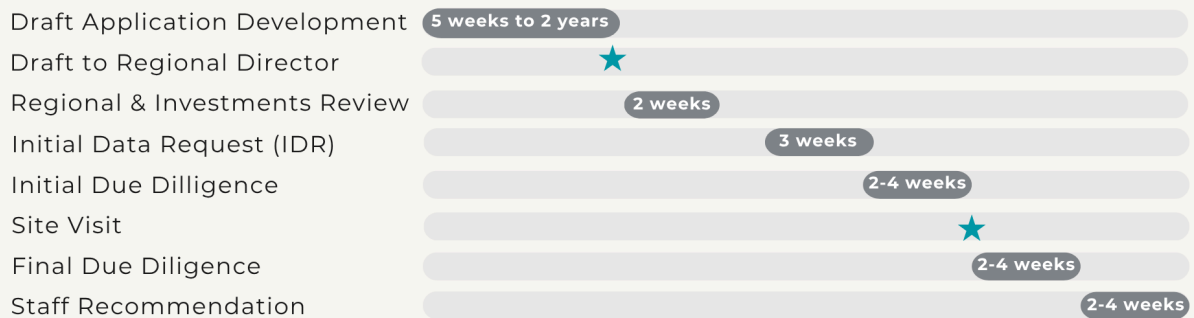 Draft Application Development 5 weeks to 2 years
Draft to Regional Director
Regional & Investments Review 2 weeks
Initial Data Request (IDR) 3 weeks
Initial Due Dilligence 2-4 weeks
Site Visit
Final Due Diligence 2-4 weeks
Staff Recommendation 2-4 weeks